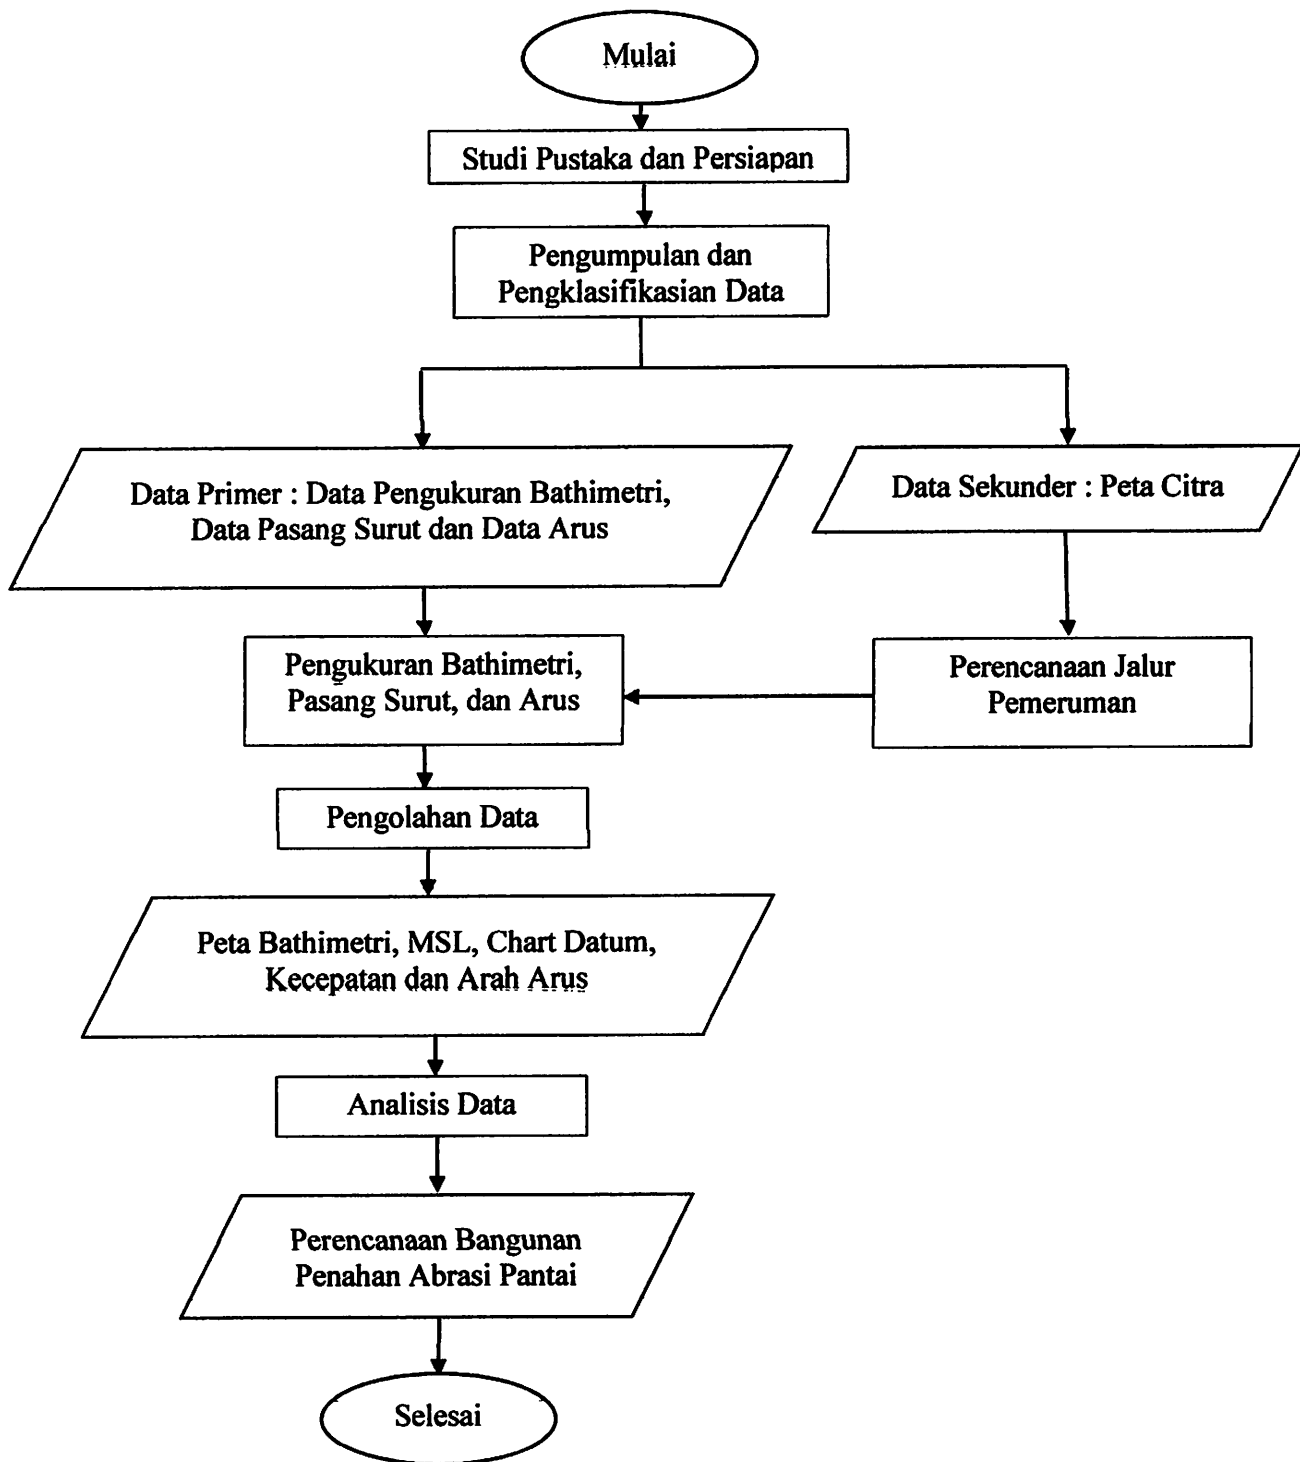 Mulai
Studi Pustaka dan Persiapan
Pengumpulan dan
Pengklasifikasian Data
Data Primer : Data Pengukuran Bathimetri,
Data Pasang Surut dan Data Arus
Data Sekunder : Peta Citra
Pengukuran Bathimetri,
Pasang Surut, dan Arus
Perencanaan Jalur
Pemeruman
Pengolahan Data
Peta Bathimetri, MSL, Chart Datum,
Kecepatan dan Arah Arus
Analisis Data
Perencanaan Bangunan
Penahan Abrasi Pantai
Selesai